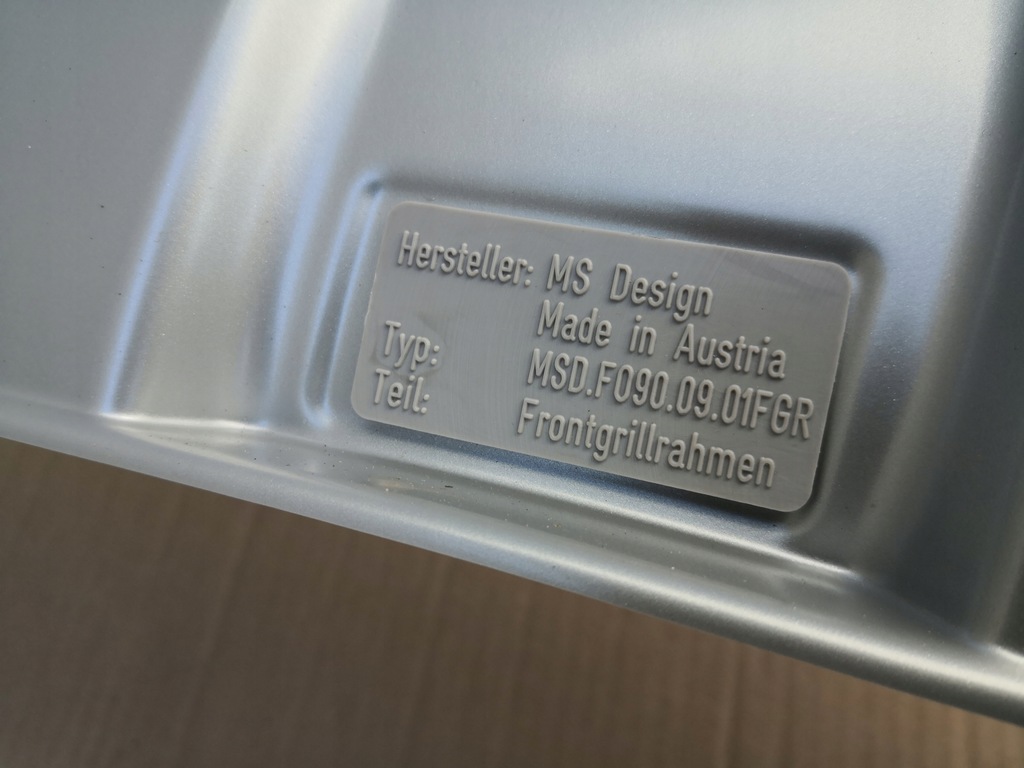 Hersteller: MS Design
Made in Austria
Typ: MSD.F090.09.01FGR
Teil: Frontgrillrahmen